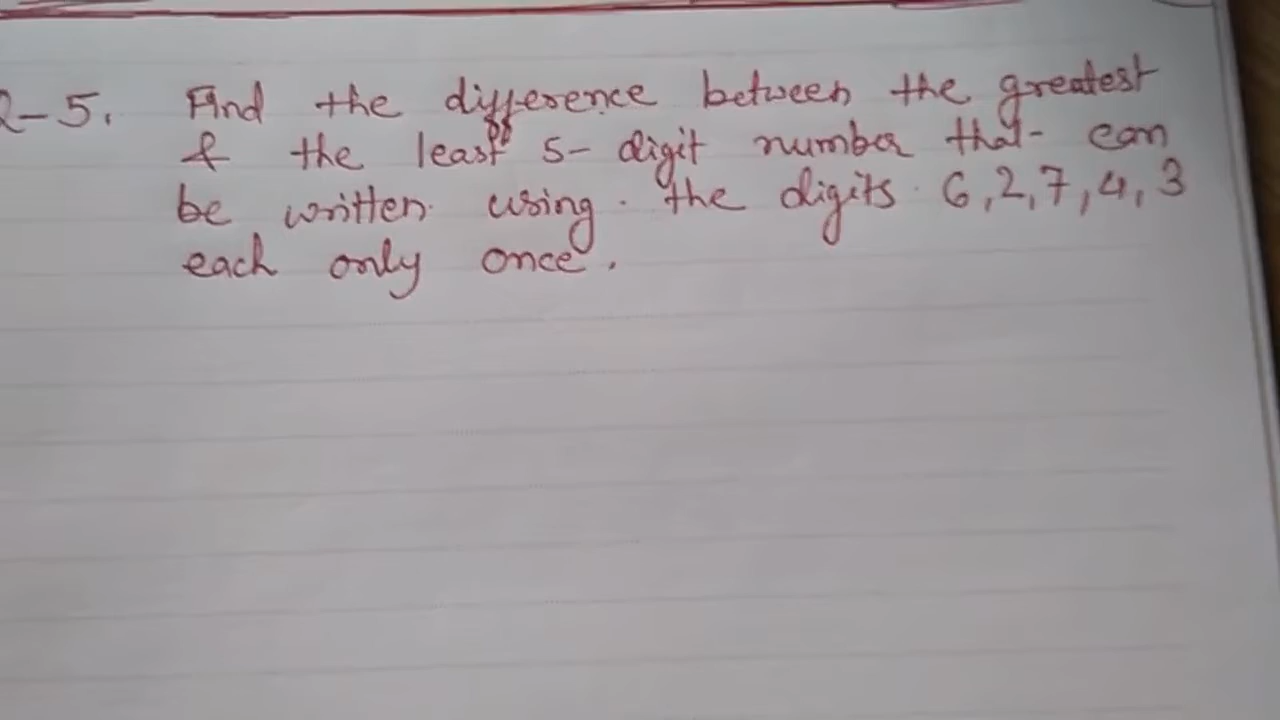 Q-5. Find the difference between the greatest
& the least 5- digit number that can
be written using the digits 6,2,7,4,3
each only once.